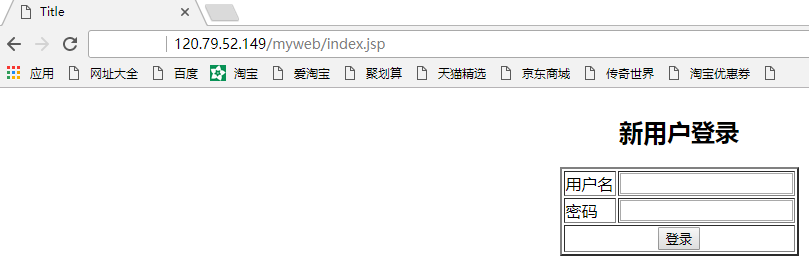 Title
120.79.52.149/myweb/index.jsp
应用 网址大全 百度 淘宝 爱淘宝 聚划算 天猫精选 京东商城 传奇世界 淘宝优惠券
新用户登录
用户名
密码
登录